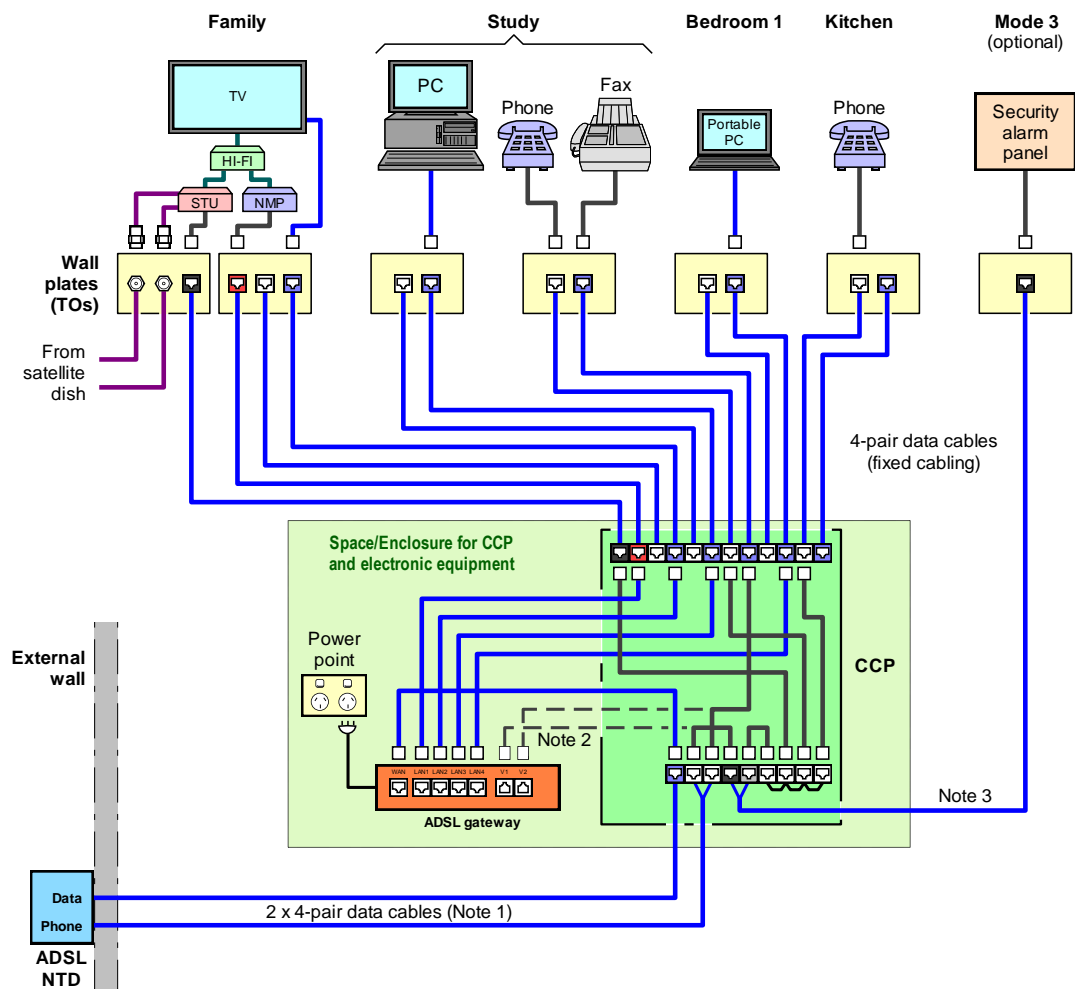 Family
Study
Bedroom 1
Kitchen
Mode 3
(optional)
TV
PC
Phone
Fax
Portable
PC
Phone
Security
alarm
panel
HI-FI
STU
NMP
Wall
plates
(TOs)
From
satellite
dish
4-pair data cables
(fixed cabling)
Space/Enclosure for CCP
and electronic equipment
External
wall
Power
point
CCP
Note 2
WAN
LAN1
LAN2
LAN3
LAN4
V1
V2
ADSL gateway
Note 3
Data
Phone
2 x 4-pair data cables (Note 1)
ADSL
NTD